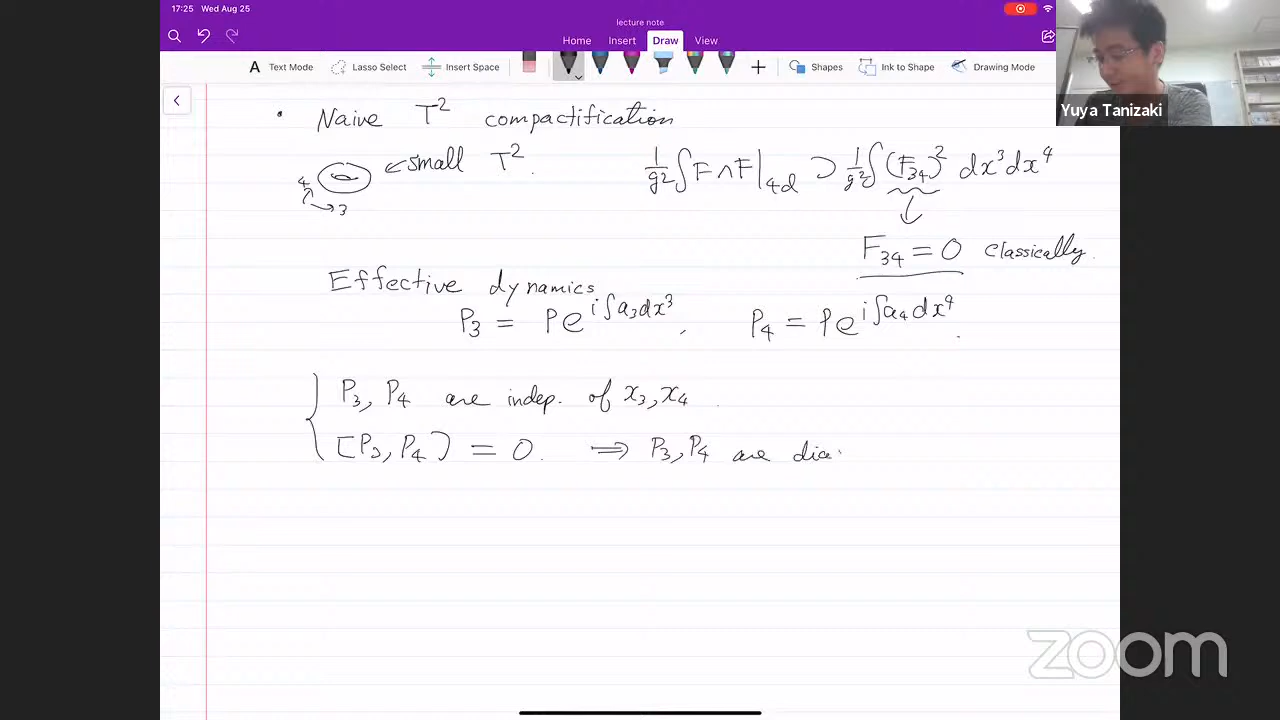 17:25 Wed Aug 25
lecture note
Home Insert Draw View
A Text Mode Lasso Select Insert Space + Shapes Ink to Shape Drawing Mode
Yuya Tanizaki
• Naive T² compactification
← small T².
4
3
1/g² ∫F∧F|4d ⊃ 1/g² ∫(F₃₄)² dx³dx⁴
F₃₄ = 0 classically.
Effective dynamics
P₃ = Pe^{i∫a₃dx³}, P₄ = Pe^{i∫a₄dx⁴}.
P₃, P₄ are indep. of x₃, x₄.
[P₃, P₄] = 0. ⇒ P₃, P₄ are dia
zoom